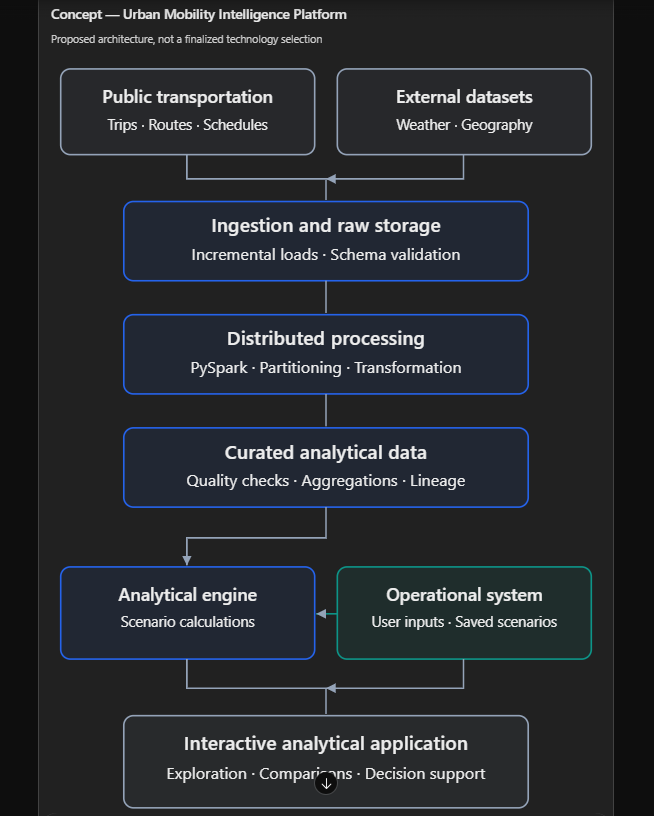 Concept — Urban Mobility Intelligence Platform
Proposed architecture, not a finalized technology selection
Public transportation
Trips · Routes · Schedules
External datasets
Weather · Geography
Ingestion and raw storage
Incremental loads · Schema validation
Distributed processing
PySpark · Partitioning · Transformation
Curated analytical data
Quality checks · Aggregations · Lineage
Analytical engine
Scenario calculations
Operational system
User inputs · Saved scenarios
Interactive analytical application
Exploration · Comparisons · Decision support